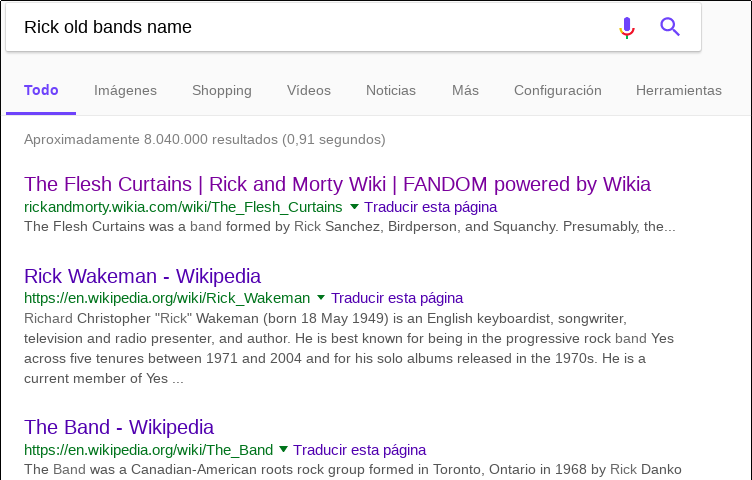 Rick old bands name
Todo Imágenes Shopping Vídeos Noticias Más Configuración Herramientas
Aproximadamente 8.040.000 resultados (0,91 segundos)
The Flesh Curtains | Rick and Morty Wiki | FANDOM powered by Wikia
rickandmorty.wikia.com/wiki/The_Flesh_Curtains Traducir esta página
The Flesh Curtains was a band formed by Rick Sanchez, Birdperson, and Squanchy. Presumably, the...
Rick Wakeman - Wikipedia
https://en.wikipedia.org/wiki/Rick_Wakeman Traducir esta página
Richard Christopher "Rick" Wakeman (born 18 May 1949) is an English keyboardist, songwriter,
television and radio presenter, and author. He is best known for being in the progressive rock band Yes
across five tenures between 1971 and 2004 and for his solo albums released in the 1970s. He is a
current member of Yes ...
The Band - Wikipedia
https://en.wikipedia.org/wiki/The_Band Traducir esta página
The Band was a Canadian-American roots rock group formed in Toronto, Ontario in 1968 by Rick Danko